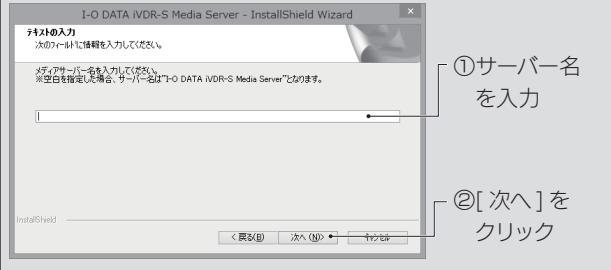 I-O DATA iVDR-S Media Server - InstallShield Wizard
×
テキストの入力
次のフィールドに情報を入力してください。
メディアサーバー名を入力してください。
※空白を指定した場合、サーバー名は"I-O DATA iVDR-S Media Server"となります。
①サーバー名
を入力
②[ 次へ ] を
クリック
InstallShield
< 戻る(B)
次へ (N)>
キャンセル